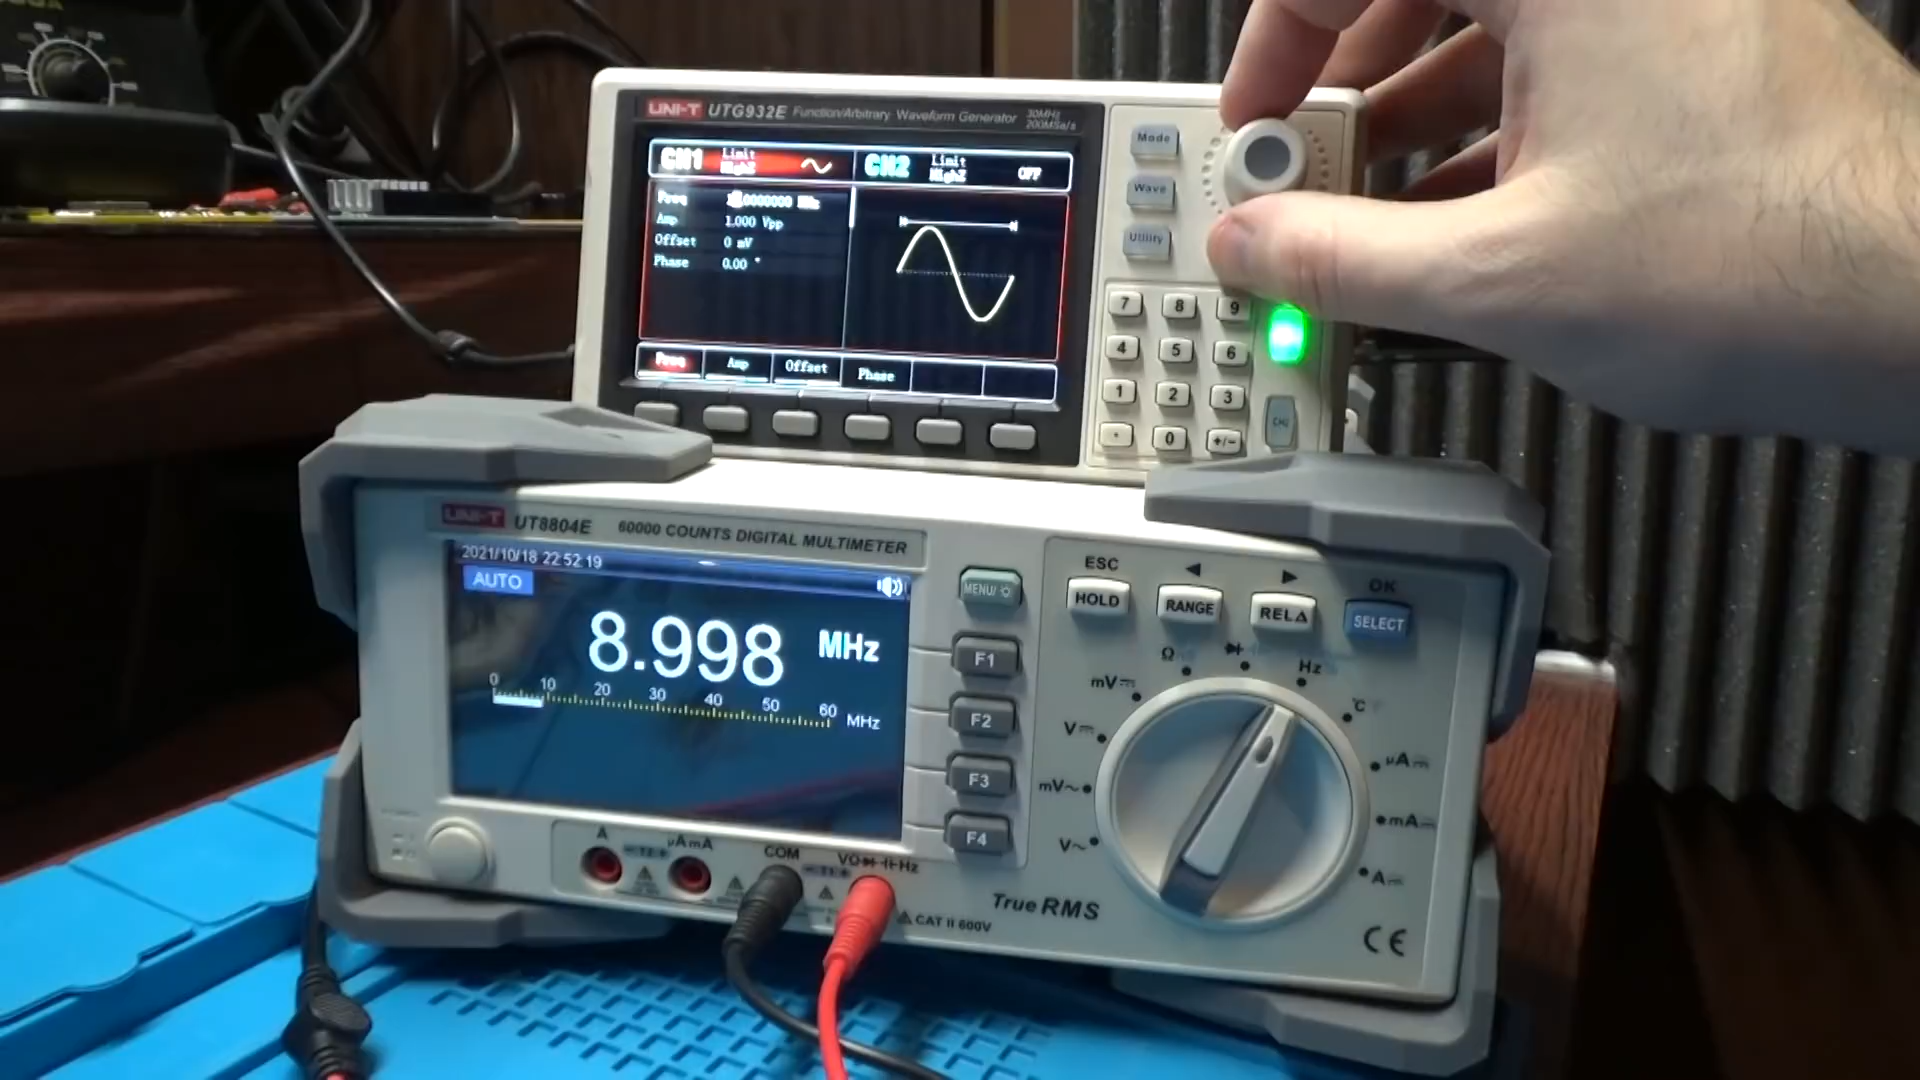 UNI-T UTG932E Function/Arbitrary Waveform Generator 30MHz 200MSa/s
CH1 Limit HighZ
CH2 Limit HighZ OFF
Freq
Amp 1.000 Vpp
Offset 0 mV
Phase 0.00 °
Freq Amp Offset Phase
Mode
Wave
Utility
7 8 9
4 5 6
1 2 3
. 0 +/-
CH2
UNI-T UT8804E 60000 COUNTS DIGITAL MULTIMETER
2021/10/18 22:52:19
AUTO
8.998 MHz
0 10 20 30 40 50 60 MHz
MENU/
F1
F2
F3
F4
ESC ◀ ▶ OK
HOLD RANGE RELΔ SELECT
Ω
Hz
mV
°C
V
μA
mV~
mA
V~
A
A μAmA COM VΩ Hz
CAT II 600V
True RMS
CE